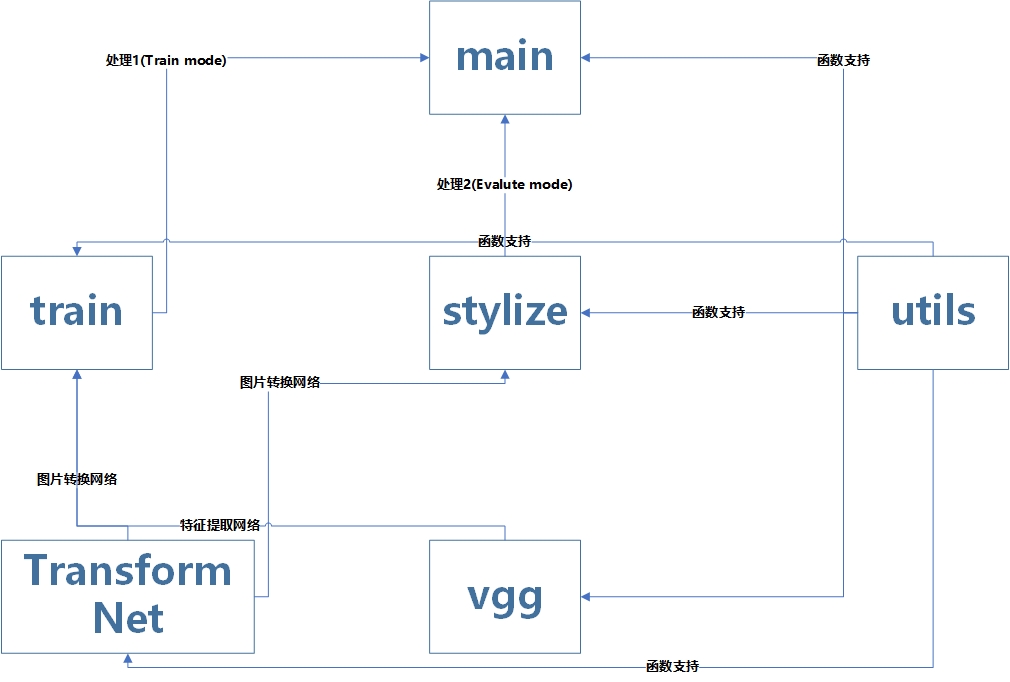 main
处理1(Train mode)
函数支持
处理2(Evalute mode)
函数支持
train
stylize
函数支持
utils
图片转换网络
图片转换网络
特征提取网络
Transform
Net
vgg
函数支持